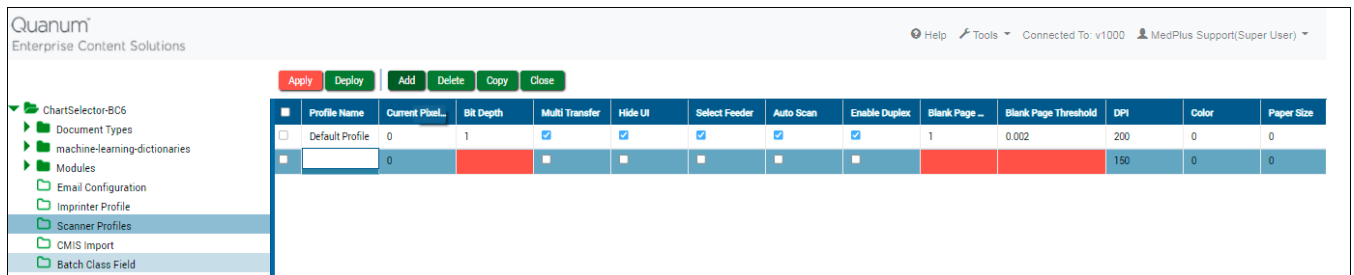 Quanum™
Enterprise Content Solutions
Help Tools Connected To: v1000 MedPlus Support(Super User)
Apply Deploy Add Delete Copy Close
ChartSelector-BC6
Document Types
machine-learning-dictionaries
Modules
Email Configuration
Imprinter Profile
Scanner Profiles
CMIS Import
Batch Class Field
Profile Name Current Pixel... Bit Depth Multi Transfer Hide UI Select Feeder Auto Scan Enable Duplex Blank Page ... Blank Page Threshold DPI Color Paper Size
Default Profile 0 1 1 0.002 200 0 0
0 150 0 0